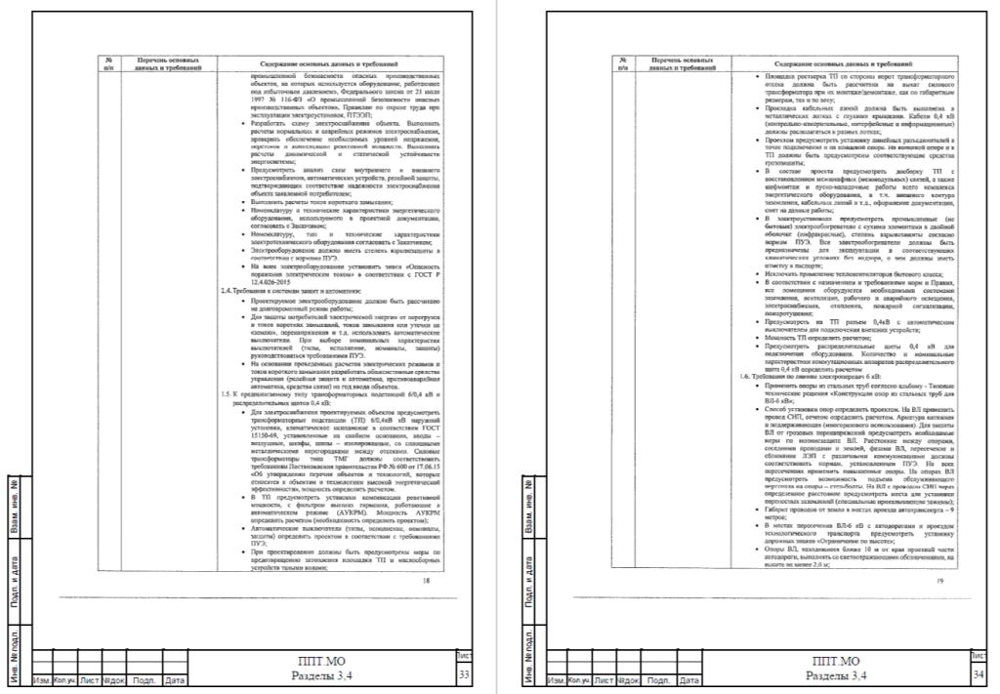 № п/п
Перечень основных данных и требований
Содержание основных данных и требований
промышленной безопасности опасных производственных
объектов, на которых используется оборудование, работающее
под избыточным давлением», Федерального закона от 21 июля
1997 № 116-ФЗ «О промышленной безопасности опасных
производственных объектов», Правилам по охране труда при
эксплуатации электроустановок, ПТЭЭП;
• Разработать схему электроснабжения объекта. Выполнить
расчеты нормальных и аварийных режимов электроснабжения,
проверить обеспечение необходимых уровней напряжения,
перетоков и компенсации реактивной мощности. Выполнить
расчеты динамической и статической устойчивости
энергосистемы;
• Предусмотреть анализ схем внутреннего и внешнего
электроснабжения, автоматических устройств, релейной защиты,
подтверждающих соответствие надежности электроснабжения
объекта заявленной потребителем;
• Выполнить расчеты токов короткого замыкания;
• Номенклатуру и технические характеристики энергетического
оборудования, используемого в проектной документации,
согласовать с Заказчиком;
• Номенклатуру, тип и технические характеристики
электротехнического оборудования согласовать с Заказчиком;
• Электрооборудование должно иметь степень взрывозащиты в
соответствии с нормами ПУЭ.
• На всем электрооборудовании установить знаки «Опасность
поражения электрическим током» в соответствии с ГОСТ Р
12.4.026-2015
2.4. Требования к системам защит и автоматики:
• Проектируемое электрооборудование должно быть рассчитано
на долговременный режим работы;
• Для защиты потребителей электрической энергии от перегрузок
и токов коротких замыканий, токов замыкания или утечки на
«землю», перенапряжения и т.д. использовать автоматические
выключатели. При выборе номинальных характеристик
выключателей (типы, исполнение, номиналы, защиты)
руководствоваться требованиями ПУЭ.
• На основании проведенных расчетов электрических режимов и
токов короткого замыкания разработать общесистемные средства
управления (релейная защита и автоматика, противоаварийная
автоматика, средства связи) на год ввода объектов.
1.5. К предлагаемому типу трансформаторных подстанций 6/0,4 кВ и
распределительных щитов 0,4 кВ:
• Для электроснабжения проектируемых объектов предусмотреть
трансформаторные подстанции (ТП) 6/0,4кВ кВ наружной
установки, климатическое исполнение в соответствии ГОСТ
15150-69, установленные на свайном основании, вводы –
воздушные, шкафы, шины – изолированные, со сплошными
металлическими перегородками между отсеками. Силовые
трансформаторы типа ТМГ должны соответствовать
требованиям Постановления правительства РФ № 600 от 17.06.15
«Об утверждении перечня объектов и технологий, которые
относятся к объектам и технологиям высокой энергетической
эффективности», мощность определить расчетом.
• В ТП предусмотреть установки компенсации реактивной
мощности, с фильтром высших гармоник, работающие в
автоматическом режиме (АУКРМ). Мощность АУКРМ
определить расчетом (необходимость определить проектом);
• Автоматические выключатели (типы, исполнение, номиналы,
защиты) определить проектом в соответствии с требованиями
ПУЭ;
• При проектировании должны быть предусмотрены меры по
предотвращению затопления площадки ТП и маслосборных
устройств талыми водами;
18
Взам. инв. №
Подп. и дата
Инв. № подл.
Изм. Кол.уч. Лист №док. Подп. Дата
ППТ.МО
Разделы 3,4
Лист
33
№ п/п
Перечень основных данных и требований
Содержание основных данных и требований
• Площадка ростверка ТП со стороны ворот трансформаторного
отсека должна быть рассчитана на выкат силового
трансформатора при их монтаже/демонтаже, как по габаритным
размерам, так и по весу;
• Прокладка кабельных линий должна быть выполнена в
металлических лотках с глухими крышками. Кабели 0,4 кВ
(контрольно-измерительные, интерфейсные и информационные)
должны располагаться в разных лотках;
• Проектом предусмотреть установку линейных разъединителей в
точке подключения и на концевой опоре. На концевой опоре и в
ТП должны быть предусмотрены соответствующие средства
грозозащиты;
• В составе проекта предусмотреть досборку ТП с
восстановлением межшкафных (межмодульных) связей, а также
шефмонтаж и пуско-наладочные работы всего комплекса
энергетического оборудования, в т.ч. внешнего контура
заземления, кабельных линий и т.д., оформление документации,
смет на данные работы;
• В электроустановках предусмотреть промышленные (не
бытовые) электрообогреватели с сухими элементами в двойной
оболочке (инфракрасные), степень взрывозащиты согласно
нормам ПУЭ. Все электрообогреватели должны быть
предназначены для эксплуатации в соответствующих
климатических условиях без надзора, о чем должны иметь
отметку в паспорте;
• Исключить применение тепловентиляторов бытового класса;
• В соответствии с назначением и требованиями норм и Правил,
все помещения оборудуются необходимыми системами
заземления, вентиляции, рабочего и аварийного освещения,
электроснабжения, отопления, пожарной сигнализации,
пожаротушения;
• Предусмотреть на ТП разъем 0,4кВ с автоматическим
выключателем для подключения внешних устройств;
• Мощность ТП определить расчетом;
• Предусмотреть распределительные щиты 0,4 кВ для
подключения оборудования. Количество и номинальные
характеристики коммутационных аппаратов распределительного
щита 0,4 кВ определить расчетом
1.6. Требования по линиям электропередач 6 кВ:
• Применить опоры из стальных труб согласно альбому - Типовые
технические решения «Конструкции опор из стальных труб для
ВЛ-6 кВ»;
• Способ установки опор определить проектом. На ВЛ применить
провод СИП, сечение определить расчетом. Арматура натяжная
и поддерживающая (многогранного использования). Для защиты
ВЛ от грозовых перенапряжений предусмотреть необходимые
меры по молниезащите ВЛ. Расстояние между опорами,
соседними проводами и землей, фазами ВЛ, пересечение и
сближение ЛЭП с различными коммуникациями должны
соответствовать нормам, установленным ПУЭ. На всех
пересечениях применить повышенные опоры. На опорах ВЛ
предусмотреть возможность подъема обслуживающего
персонала на опоры – степ-болты. На ВЛ с проводом СИП через
определенное расстояние предусмотреть места для установки
переносных заземлений (специальные прокалывающие зажимы);
• Габарит проводов от земли в местах проезда автотранспорта – 9
метров;
• В местах пересечения ВЛ-6 кВ с автодорогами и проездом
технологического транспорта предусмотреть установку
дорожных знаков «Ограничение по высоте»;
• Опоры ВЛ, находящиеся ближе 10 м от края проезжей части
автодороги, выполнять со светоотражающими обозначениями, на
высоте не менее 2,0 м;
19
Взам. инв. №
Подп. и дата
Инв. № подл.
Изм. Кол.уч. Лист №док. Подп. Дата
ППТ.МО
Разделы 3,4
Лист
34